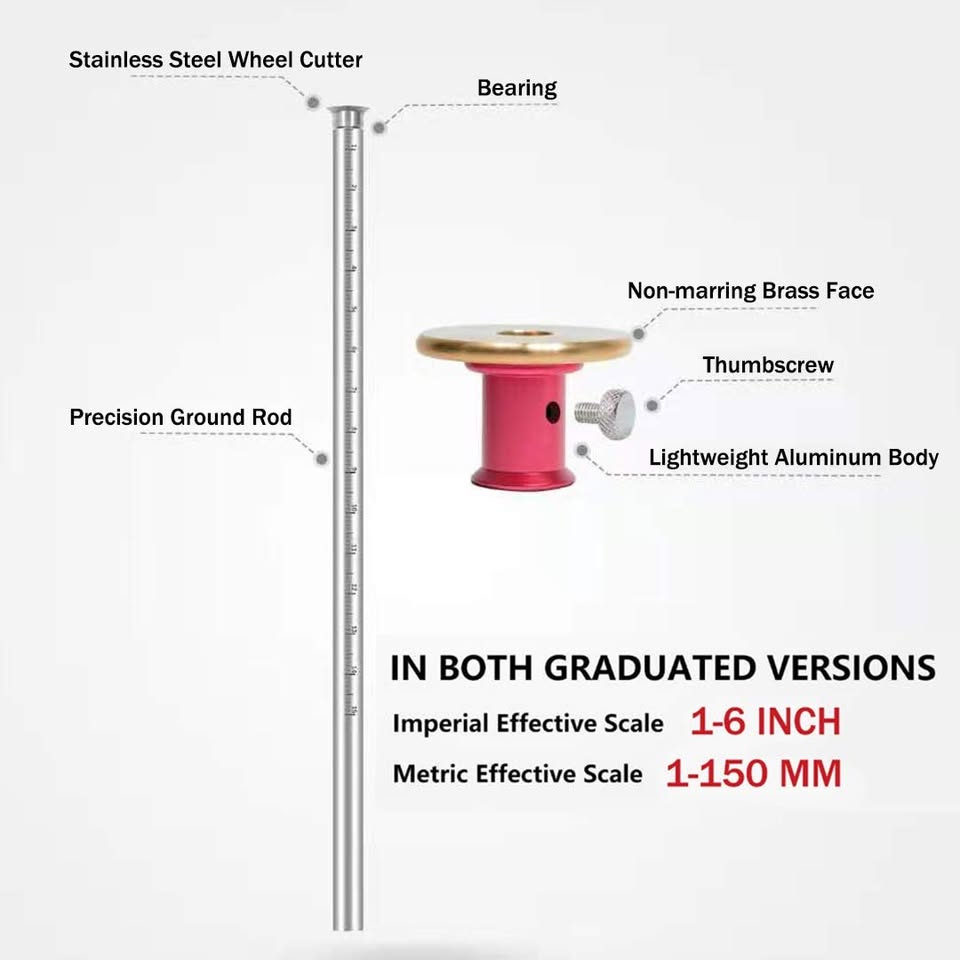 Stainless Steel Wheel Cutter
Bearing
Non-marring Brass Face
Thumbscrew
Precision Ground Rod
Lightweight Aluminum Body
IN BOTH GRADUATED VERSIONS
Imperial Effective Scale 1-6 INCH
Metric Effective Scale 1-150 MM
1
2
3
4
5
6
7
8
9
10
11
12
13
14
15